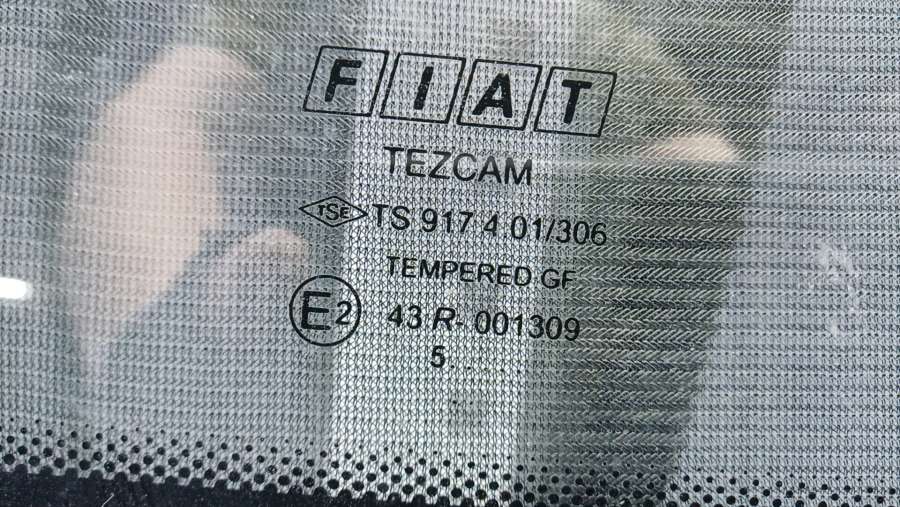 FIAT
TEZCAM
TSE TS 917 4 01/306
TEMPERED GF
E2 43 R- 001309
5....